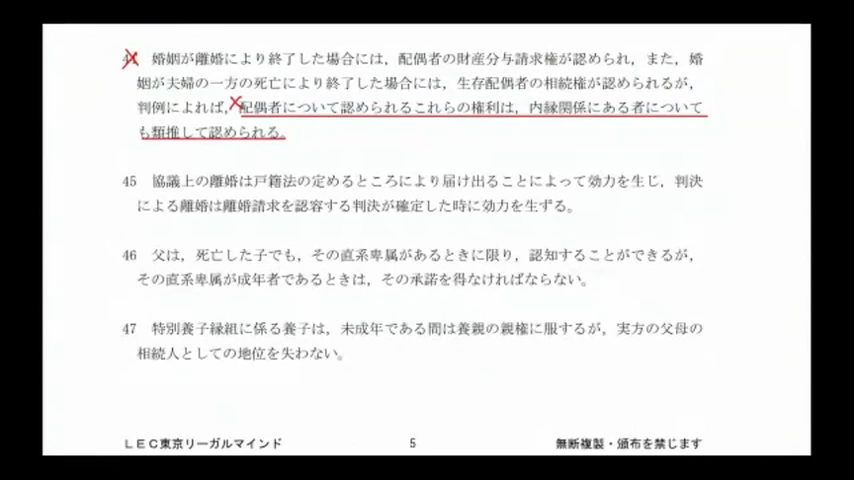 婚姻が離婚により終了した場合には，配偶者の財産分与請求権が認められ，また，婚
姻が夫婦の一方の死亡により終了した場合には，生存配偶者の相続権が認められるが，
判例によれば，配偶者について認められるこれらの権利は，内縁関係にある者について
も類推して認められる。
45　協議上の離婚は戸籍法の定めるところにより届け出ることによって効力を生じ，判決
による離婚は離婚請求を認容する判決が確定した時に効力を生ずる。
46　父は，死亡した子でも，その直系卑属があるときに限り，認知することができるが，
その直系卑属が成年者であるときは，その承諾を得なければならない。
47　特別養子縁組に係る養子は，未成年である間は養親の親権に服するが，実方の父母の
相続人としての地位を失わない。
ＬＥＣ東京リーガルマインド
5
無断複製・頒布を禁じます